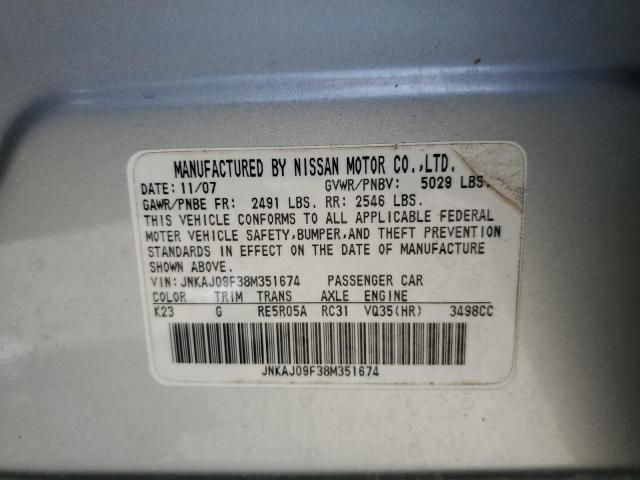 MANUFACTURED BY NISSAN MOTOR CO.,LTD.
DATE: 11/07 GVWR/PNBV: 5029 LBS.
GAWR/PNBE FR: 2491 LBS. RR: 2546 LBS.
THIS VEHICLE CONFORMS TO ALL APPLICABLE FEDERAL
MOTER VEHICLE SAFETY,BUMPER,AND THEFT PREVENTION
STANDARDS IN EFFECT ON THE DATE OF MANUFACTURE
SHOWN ABOVE.
VIN: JNKAJ09F38M351674 PASSENGER CAR
COLOR TRIM TRANS AXLE ENGINE
K23 G RE5R05A RC31 VQ35(HR) 3498CC
JNKAJ09F38M351674